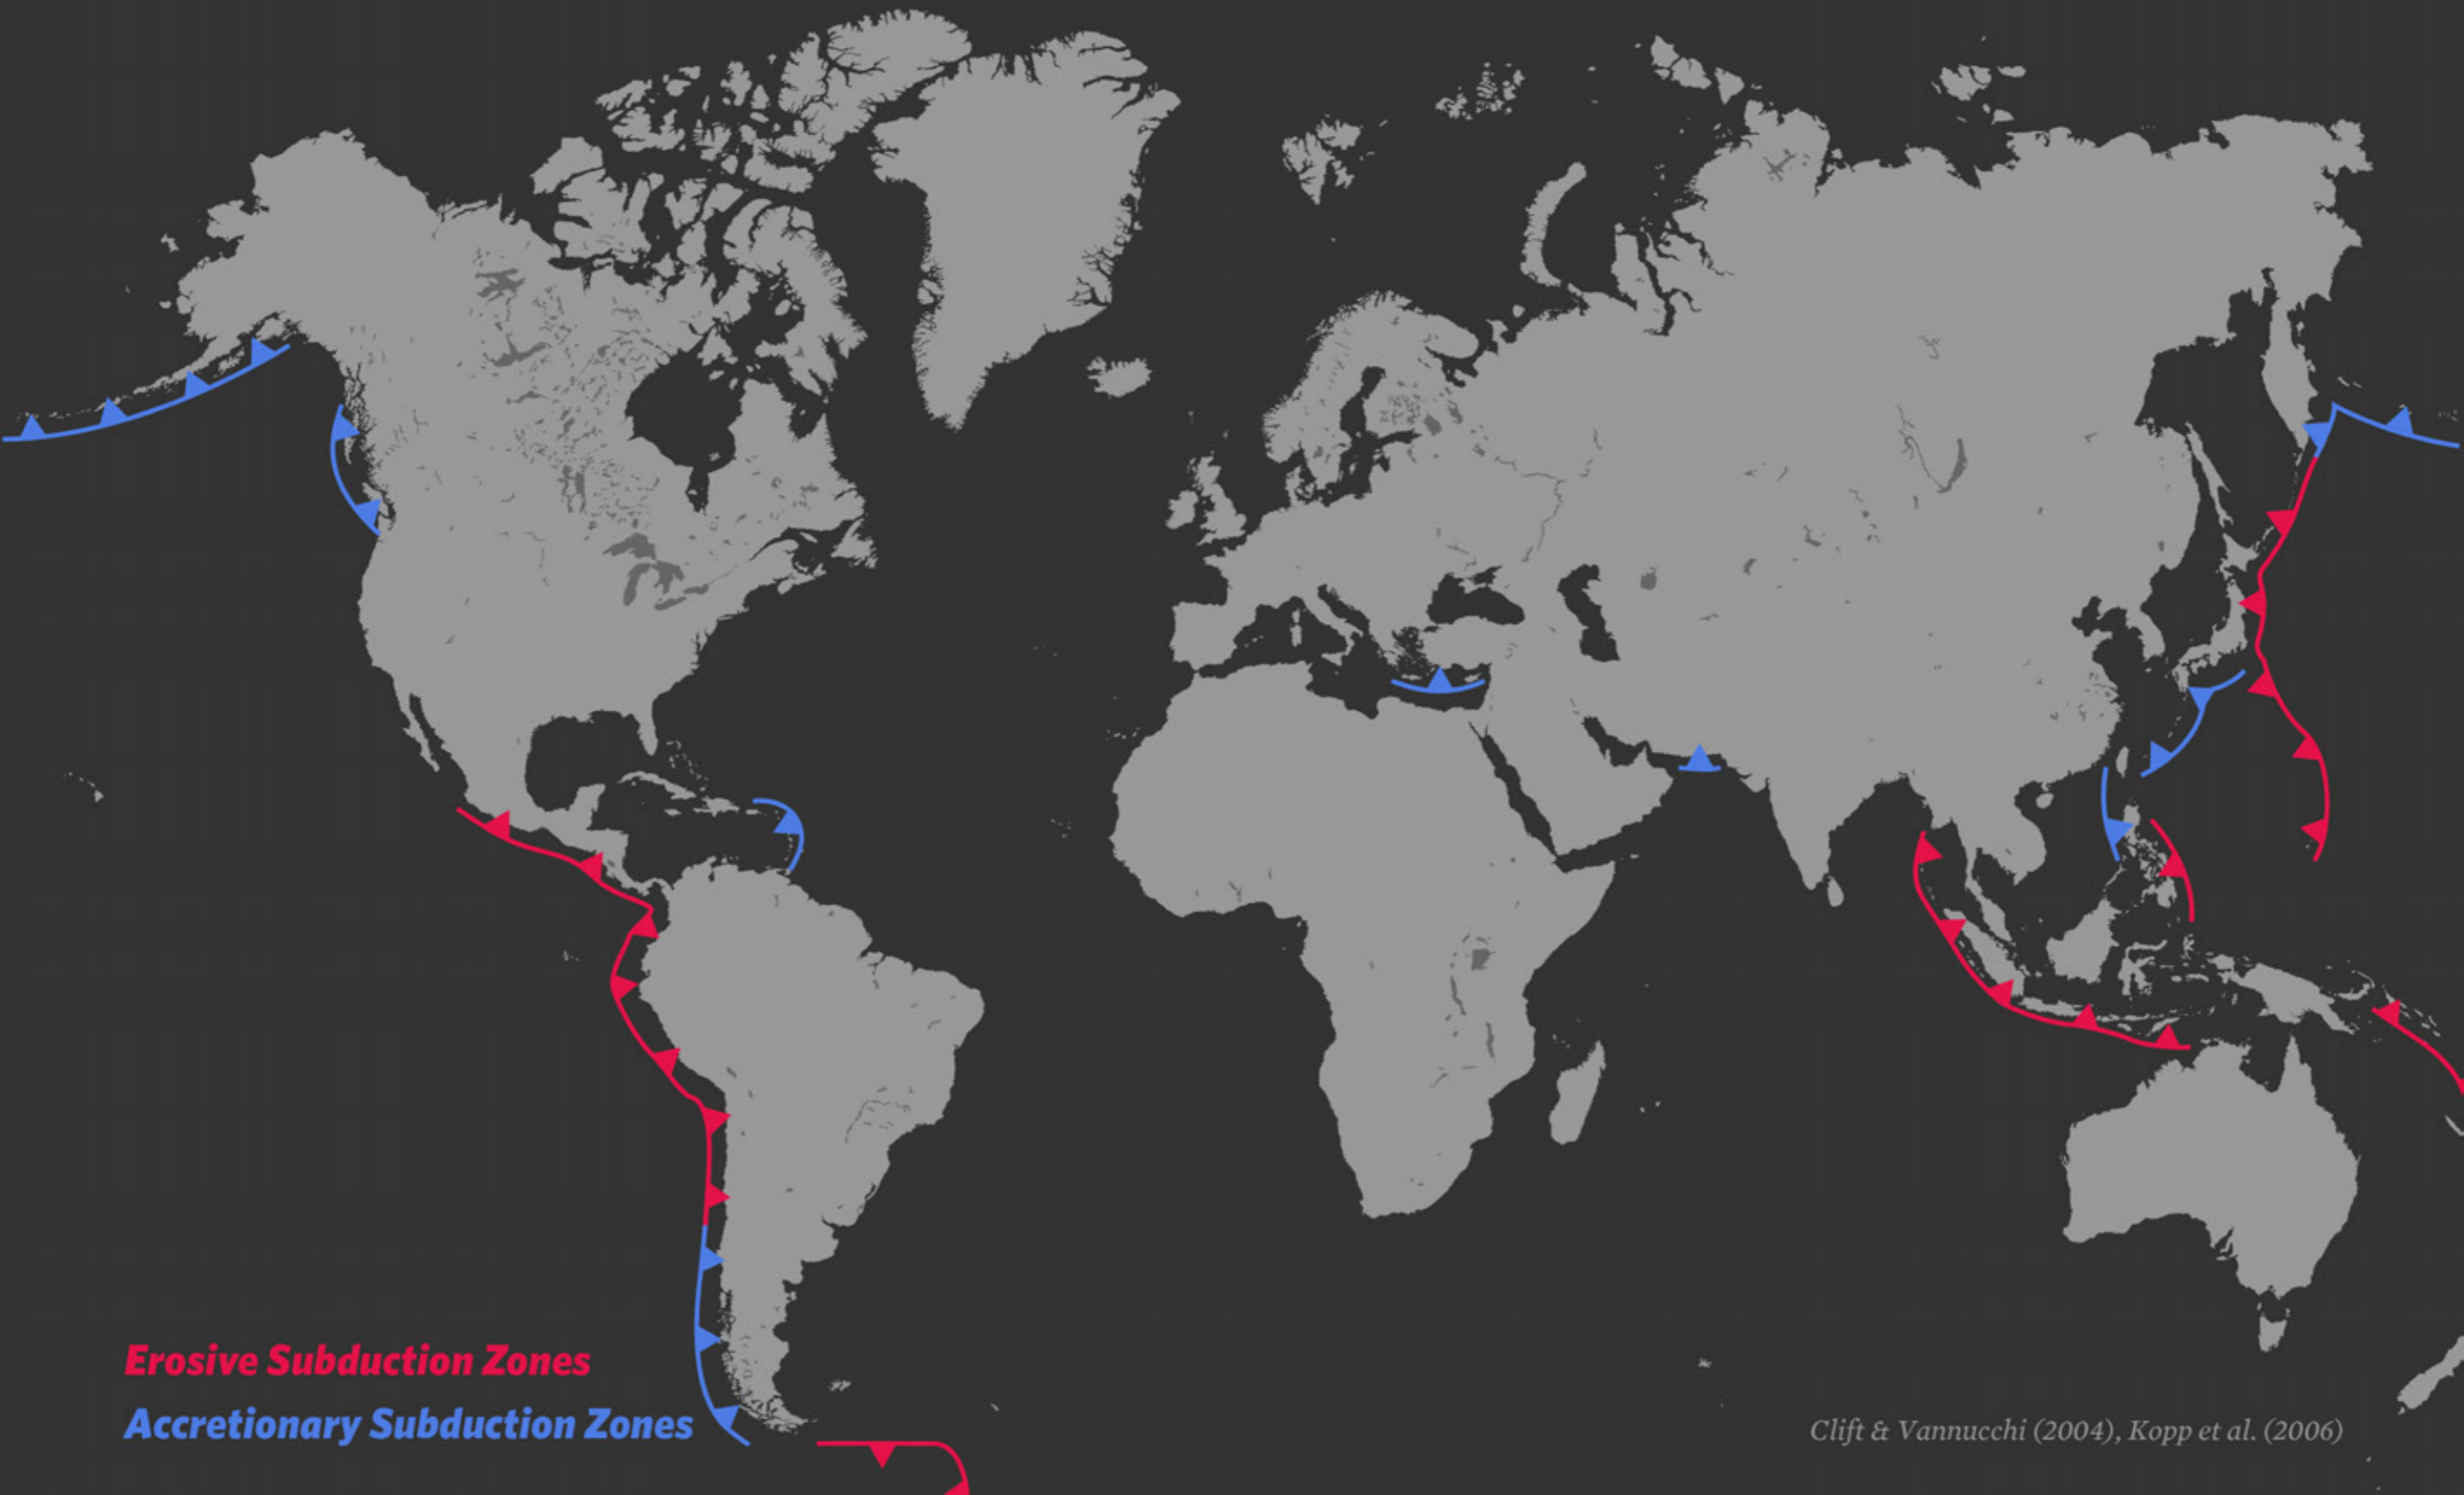 Erosive Subduction Zones
Accretionary Subduction Zones
Clift & Vannucchi (2004), Kopp et al. (2006)